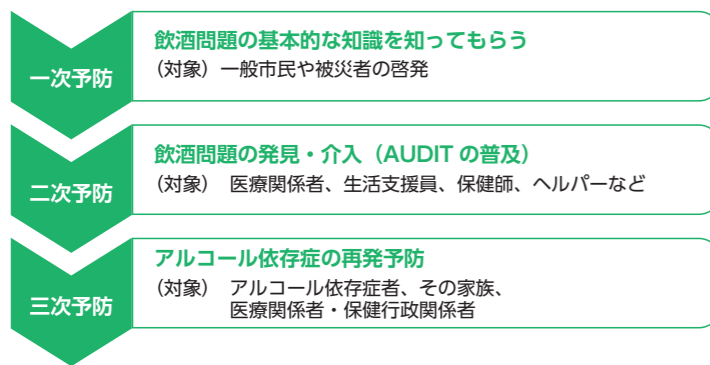 一次予防
飲酒問題の基本的な知識を知ってもらう
（対象）一般市民や被災者の啓発
二次予防
飲酒問題の発見・介入（AUDIT の普及）
（対象）　医療関係者、生活支援員、保健師、ヘルパーなど
三次予防
アルコール依存症の再発予防
（対象）　アルコール依存症者、その家族、
医療関係者・保健行政関係者